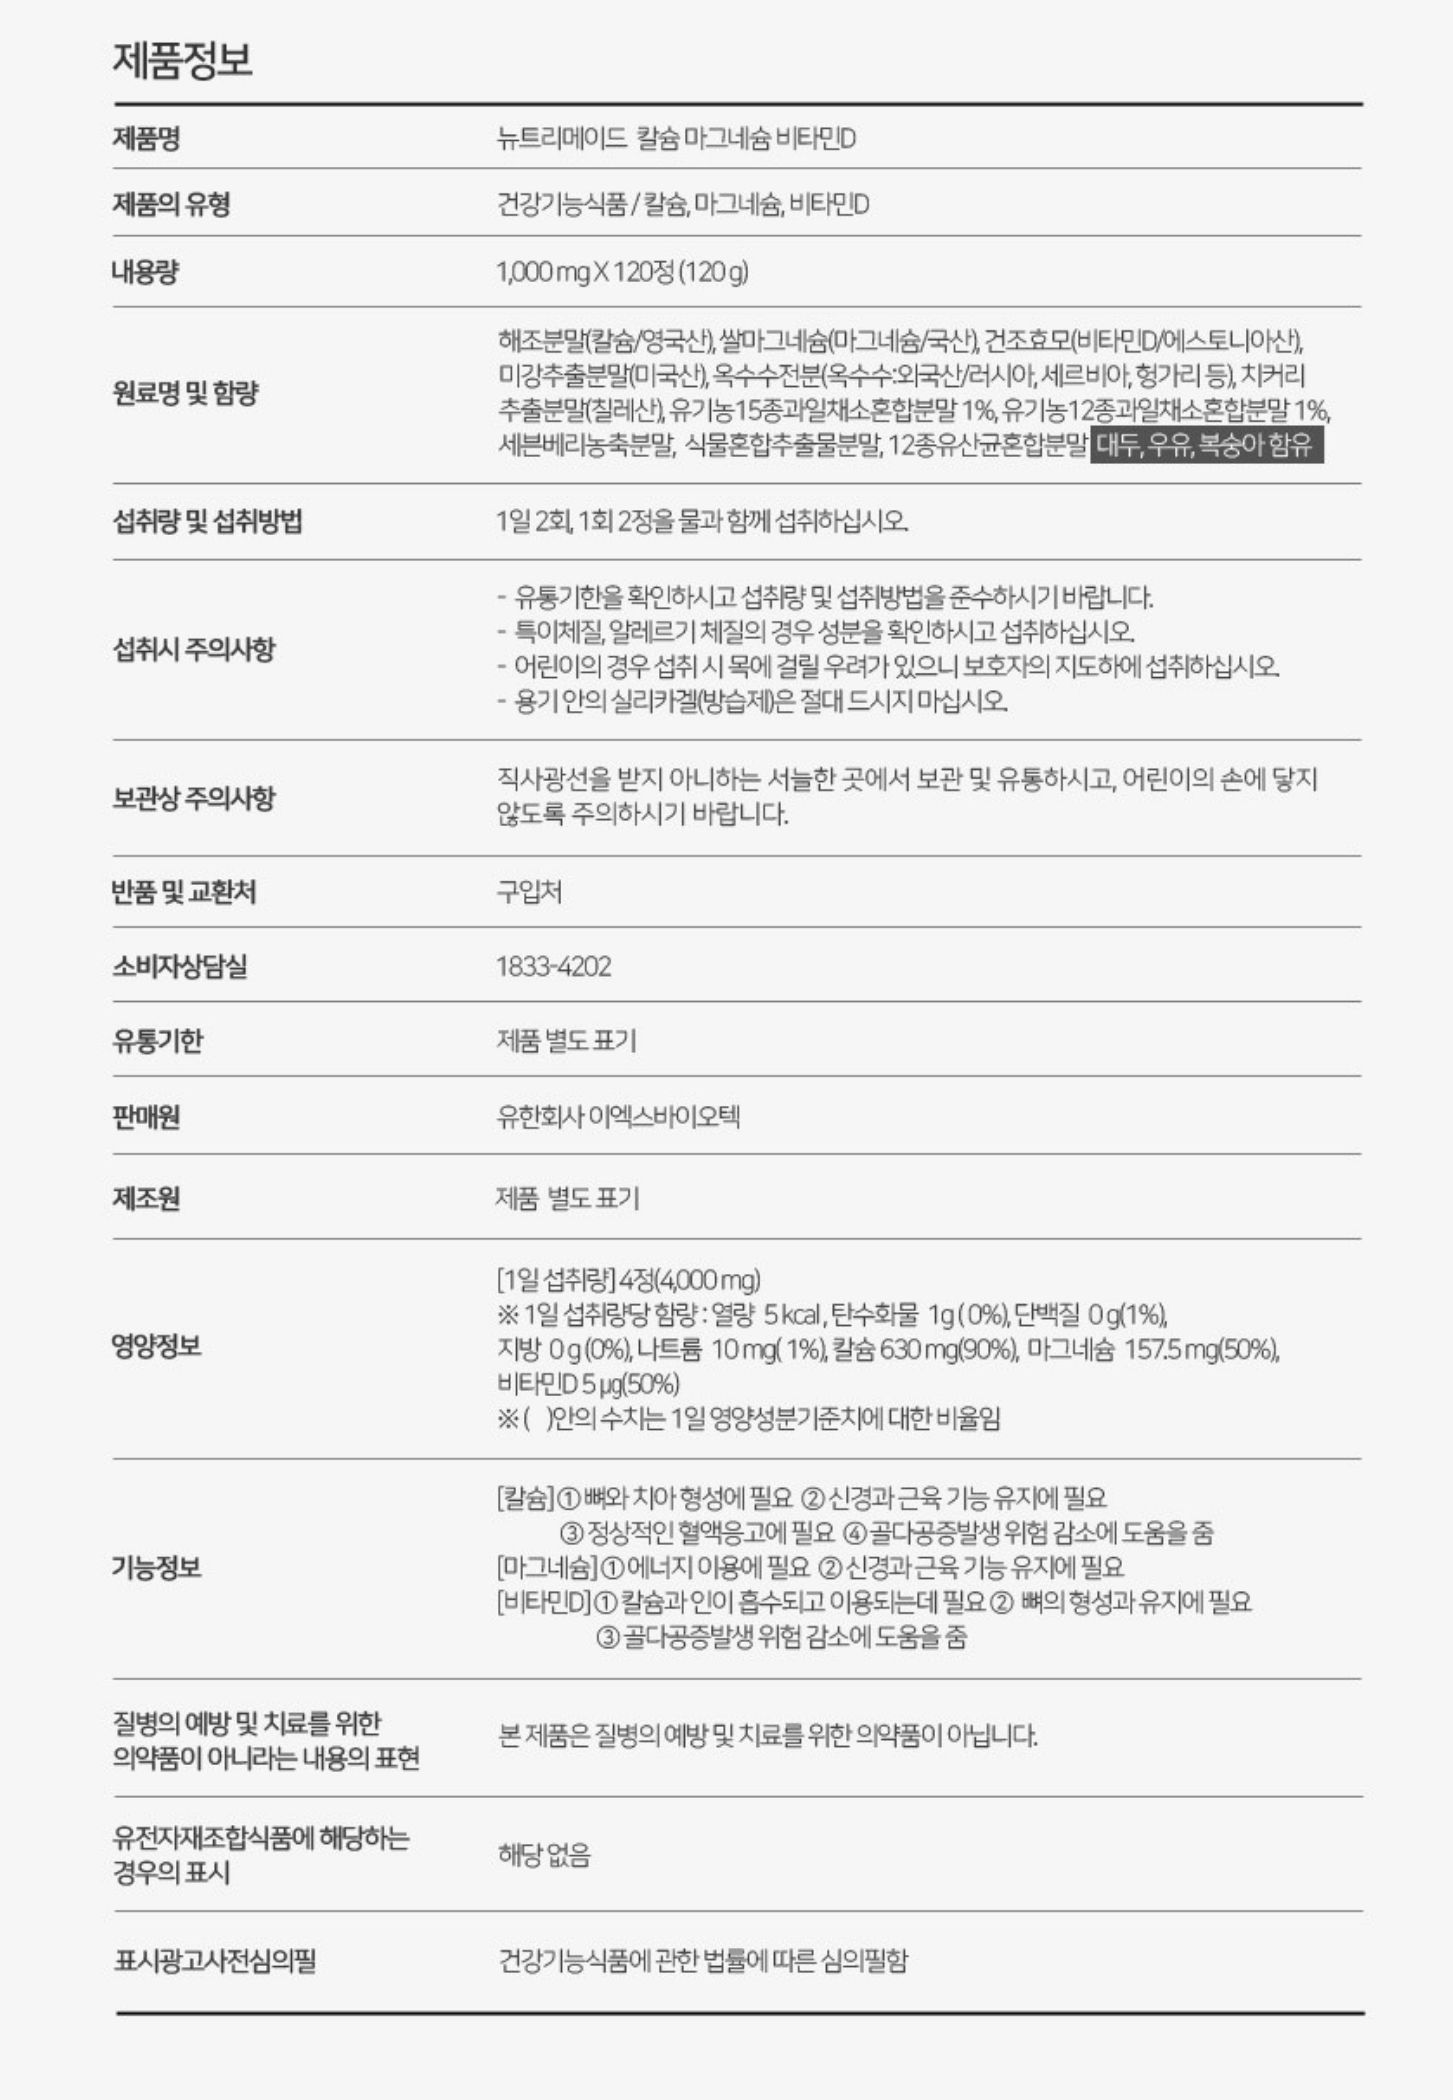 제품정보
제품명
뉴트리메이드 칼슘 마그네슘 비타민D
제품의 유형
건강기능식품 / 칼슘, 마그네슘, 비타민D
내용량
1,000 mg X 120정 (120 g)
원료명 및 함량
해조분말(칼슘/영국산), 쌀마그네슘(마그네슘/국산), 건조효모(비타민D/에스토니아산),
미강추출분말(미국산), 옥수수전분(옥수수:외국산/러시아, 세르비아, 헝가리 등), 치커리
추출분말(칠레산), 유기농15종과일채소혼합분말 1%, 유기농12종과일채소혼합분말 1%,
세븐베리농축분말, 식물혼합추출물분말, 12종유산균혼합분말 대두, 우유, 복숭아 함유
섭취량 및 섭취방법
1일 2회, 1회 2정을 물과 함께 섭취하십시오.
섭취시 주의사항
- 유통기한을 확인하시고 섭취량 및 섭취방법을 준수하시기 바랍니다.
- 특이체질, 알레르기 체질의 경우 성분을 확인하시고 섭취하십시오.
- 어린이의 경우 섭취 시 목에 걸릴 우려가 있으니 보호자의 지도하에 섭취하십시오.
- 용기 안의 실리카겔(방습제)은 절대 드시지 마십시오.
보관상 주의사항
직사광선을 받지 아니하는 서늘한 곳에서 보관 및 유통하시고, 어린이의 손에 닿지
않도록 주의하시기 바랍니다.
반품 및 교환처
구입처
소비자상담실
1833-4202
유통기한
제품 별도 표기
판매원
유한회사 이엑스바이오텍
제조원
제품 별도 표기
영양정보
[1일 섭취량] 4정(4,000 mg)
※ 1일 섭취량당 함량 : 열량 5 kcal, 탄수화물 1g ( 0%), 단백질 0 g(1%),
지방 0 g (0%), 나트륨 10 mg( 1%), 칼슘 630 mg(90%), 마그네슘 157.5 mg(50%),
비타민D 5 μg(50%)
※ ( )안의 수치는 1일 영양성분기준치에 대한 비율임
기능정보
[칼슘] ① 뼈와 치아 형성에 필요 ② 신경과 근육 기능 유지에 필요
③ 정상적인 혈액응고에 필요 ④ 골다공증발생 위험 감소에 도움을 줌
[마그네슘] ① 에너지 이용에 필요 ② 신경과 근육 기능 유지에 필요
[비타민D] ① 칼슘과 인이 흡수되고 이용되는데 필요 ② 뼈의 형성과 유지에 필요
③ 골다공증발생 위험 감소에 도움을 줌
질병의 예방 및 치료를 위한
의약품이 아니라는 내용의 표현
본 제품은 질병의 예방 및 치료를 위한 의약품이 아닙니다.
유전자재조합식품에 해당하는
경우의 표시
해당 없음
표시광고사전심의필
건강기능식품에 관한 법률에 따른 심의필함